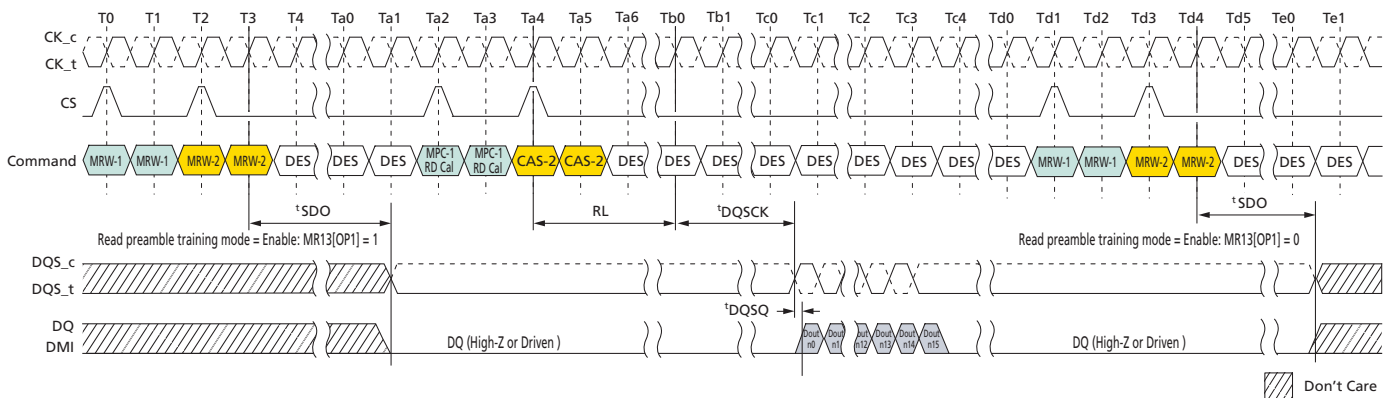 T0 T1 T2 T3 T4 Ta0 Ta1 Ta2 Ta3 Ta4 Ta5 Ta6 Tb0 Tb1 Tc0 Tc1 Tc2 Tc3 Tc4 Td0 Td1 Td2 Td3 Td4 Td5 Te0 Te1
CK_c
CK_t
CS
Command MRW-1 MRW-1 MRW-2 MRW-2 DES DES DES MPC-1 RD Cal MPC-1 RD Cal CAS-2 CAS-2 DES DES DES DES DES DES DES DES DES MRW-1 MRW-1 MRW-2 MRW-2 DES DES DES
tSDO RL tDQSCK tSDO
Read preamble training mode = Enable: MR13[OP1] = 1 Read preamble training mode = Enable: MR13[OP1] = 0
DQS_c
DQS_t
tDQSQ
DQ
DMI
DQ (High-Z or Driven ) Dout n0 Dout n1 out n12 Dout n13 Dout n14 Dout n15 DQ (High-Z or Driven )
Don't Care